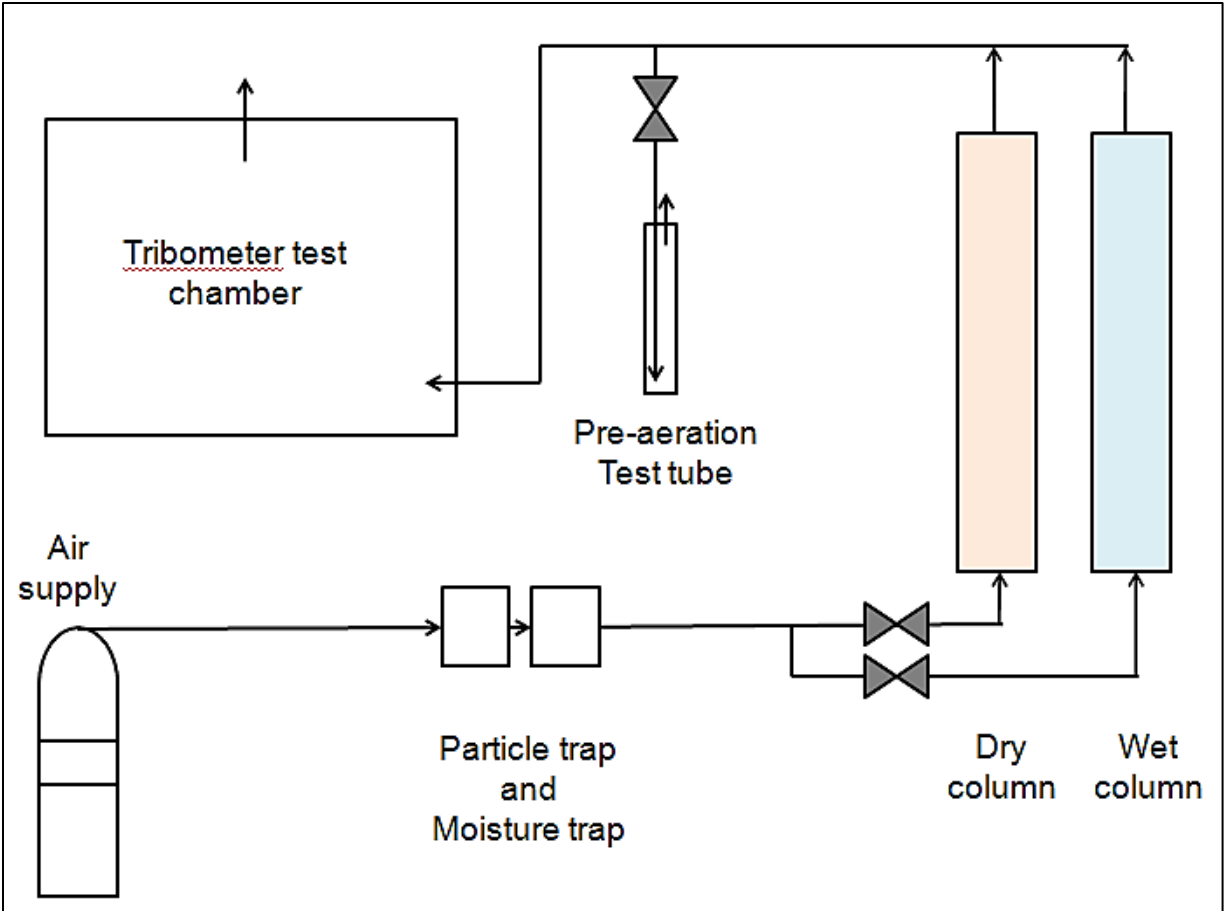 Tribometer test
chamber
Pre-aeration
Test tube
Air
supply
Particle trap
and
Moisture trap
Dry
column
Wet
column